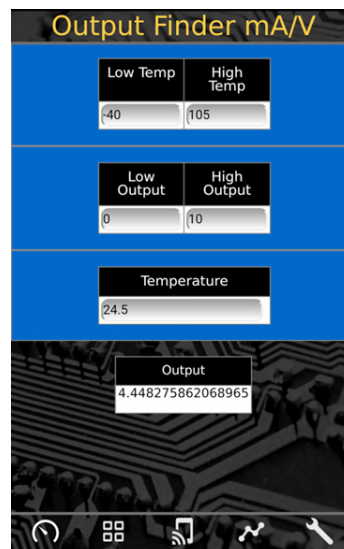 Output Finder mA/V
Low Temp High
Temp
-40 105
Low High
Output Output
0 10
Temperature
24.5
Output
4.448275862068965